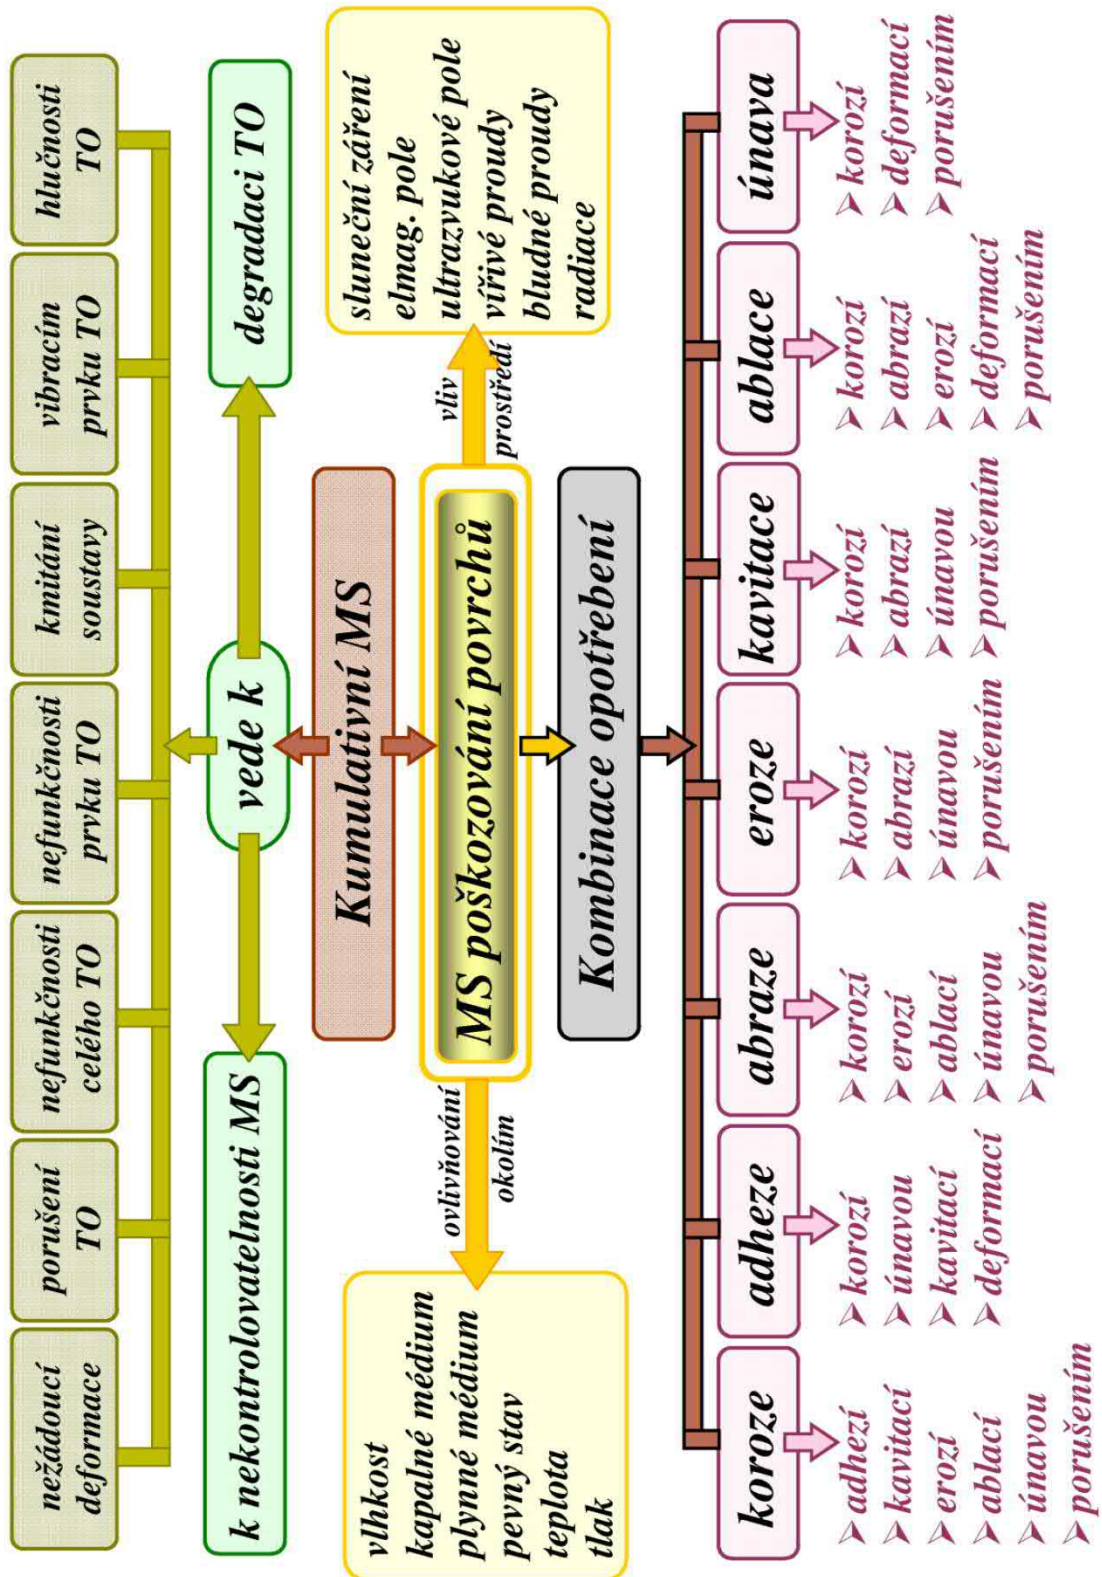 nežádoucí
deformace
porušení
TO
nefunkčnosti
celého TO
nefunkčnosti
prvku TO
kmitání
soustavy
vibracím
prvku TO
hlučnosti
TO
k nekontrolovatelnosti MS
vede k
degradaci TO
Kumulativní MS
vlhkost
kapalné médium
plynné médium
pevný stav
teplota
tlak
ovlivňování
okolím
MS poškozování povrchů
vliv
prostředí
sluneční záření
elmag. pole
ultrazvukové pole
vířivé proudy
bludné proudy
radiace
Kombinace opotřebení
koroze
➢ adhezí
➢ kavitací
➢ erozí
➢ ablací
➢ únavou
➢ porušením
adheze
➢ korozí
➢ únavou
➢ kavitací
➢ deformací
abraze
➢ korozí
➢ erozí
➢ ablací
➢ únavou
➢ porušením
eroze
➢ korozí
➢ abrazí
➢ únavou
➢ porušením
kavitace
➢ korozí
➢ abrazí
➢ únavou
➢ porušením
ablace
➢ korozí
➢ abrazí
➢ erozí
➢ deformací
➢ porušením
únava
➢ korozí
➢ deformací
➢ porušením